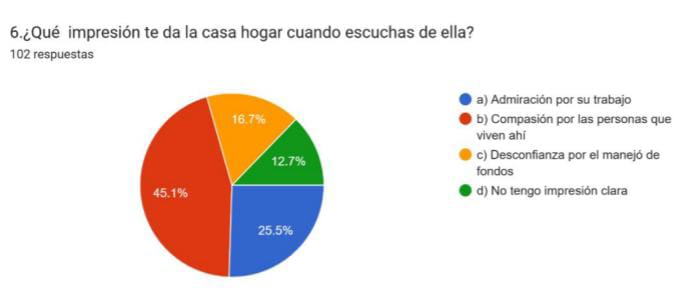 6.¿Qué impresión te da la casa hogar cuando escuchas de ella?
102 respuestas
16.7%
12.7%
45.1%
25.5%
a) Admiración por su trabajo
b) Compasión por las personas que
viven ahí
c) Desconfianza por el manejó de
fondos
d) No tengo impresión clara